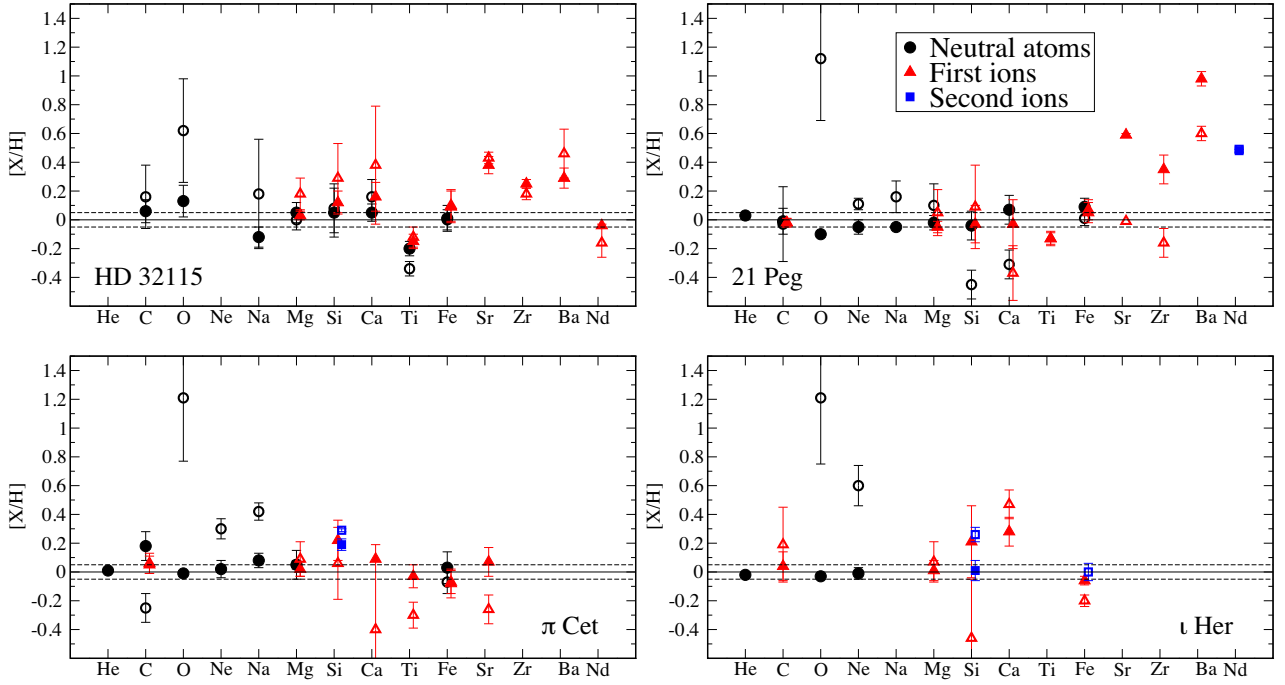 1.4
1.2
1
0.8
0.6
0.4
0.2
0
-0.2
-0.4
[X/H]
HD 32115
He C O Ne Na Mg Si Ca Ti Fe Sr Zr Ba Nd
1.4
1.2
1
0.8
0.6
0.4
0.2
0
-0.2
-0.4
[X/H]
Neutral atoms
First ions
Second ions
21 Peg
He C O Ne Na Mg Si Ca Ti Fe Sr Zr Ba Nd
1.4
1.2
1
0.8
0.6
0.4
0.2
0
-0.2
-0.4
[X/H]
π Cet
He C O Ne Na Mg Si Ca Ti Fe Sr Zr Ba Nd
1.4
1.2
1
0.8
0.6
0.4
0.2
0
-0.2
-0.4
[X/H]
ι Her
He C O Ne Na Mg Si Ca Ti Fe Sr Zr Ba Nd